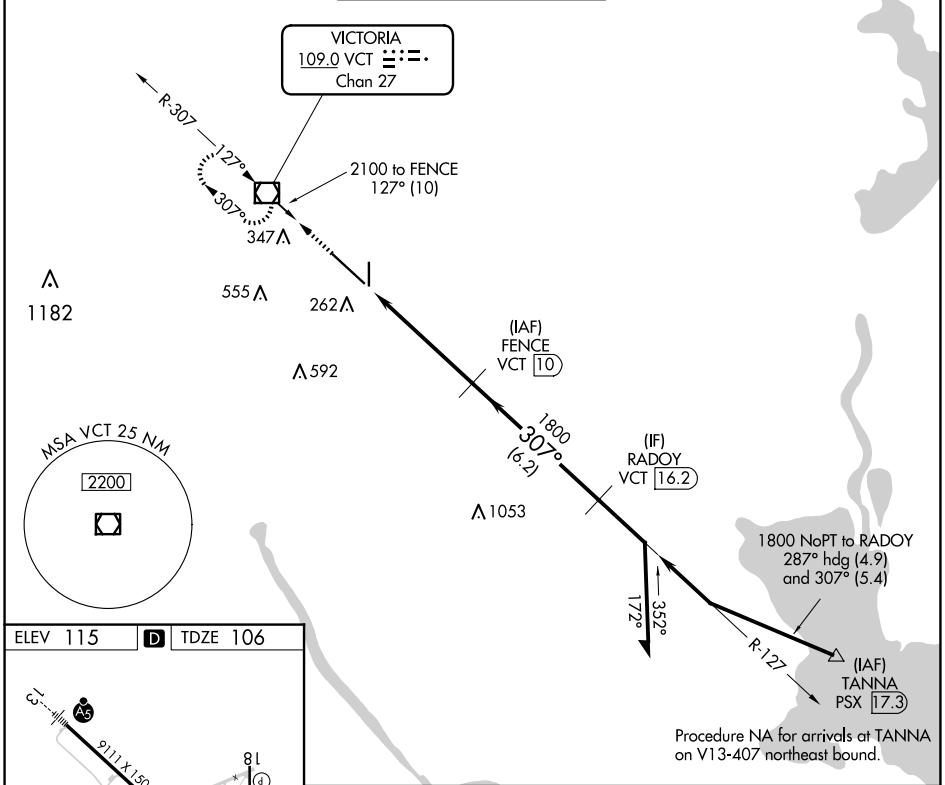 VICTORIA
109.0 VCT
Chan 27
R-307
127°
307°
2100 to FENCE
127° (10)
347
555
262
1182
592
(IAF)
FENCE
VCT 10
1800
307°
(6.2)
(IF)
RADOY
VCT 16.2
1053
MSA VCT 25 NM
2200
1800 NoPT to RADOY
287° hdg (4.9)
and 307° (5.4)
172°
352°
R-127
(IAF)
TANNA
PSX 17.3
Procedure NA for arrivals at TANNA
on V13-407 northeast bound.
ELEV 115 D TDZE 106
13
A5
9111 X 150
18
P